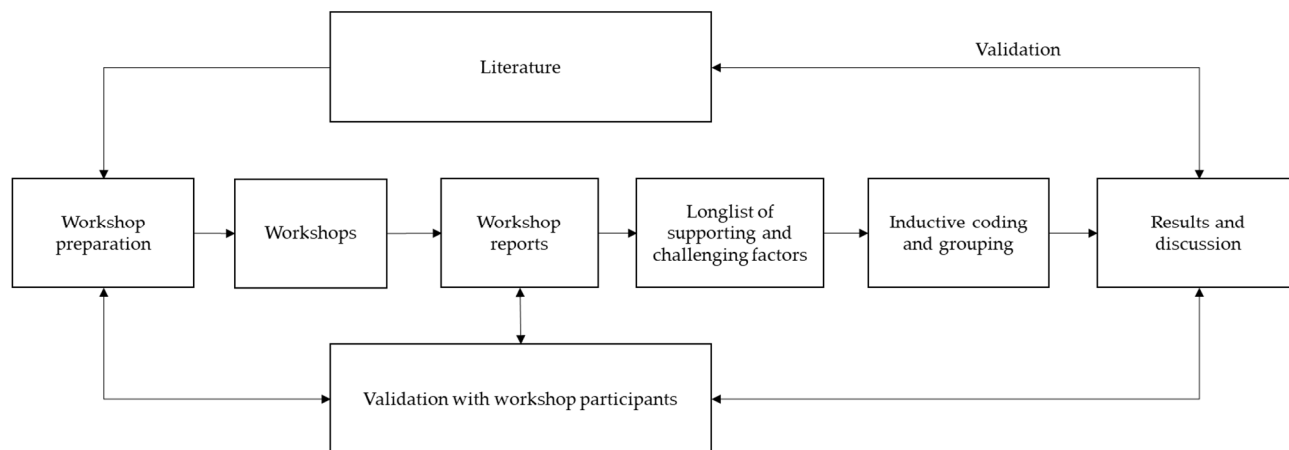 Validation
Literature
Workshop
preparation
Workshops
Workshop
reports
Longlist of
supporting and
challenging factors
Inductive coding
and grouping
Results and
discussion
Validation with workshop participants